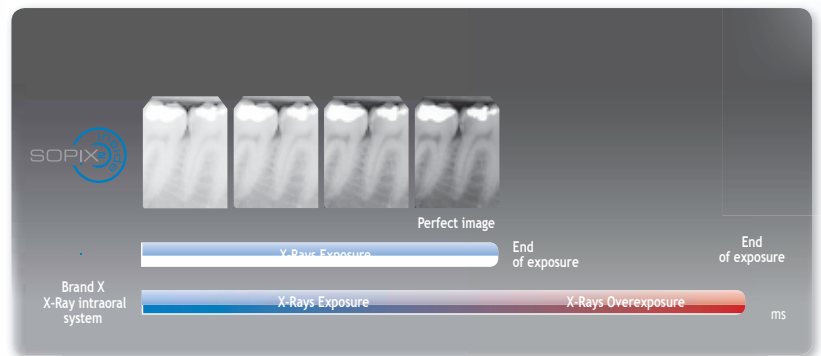 SOPIX
Perfect image
X-Rays Exposure
End
of exposure
End
of exposure
Brand X
X-Ray intraoral
system
X-Rays Exposure
X-Rays Overexposure
ms